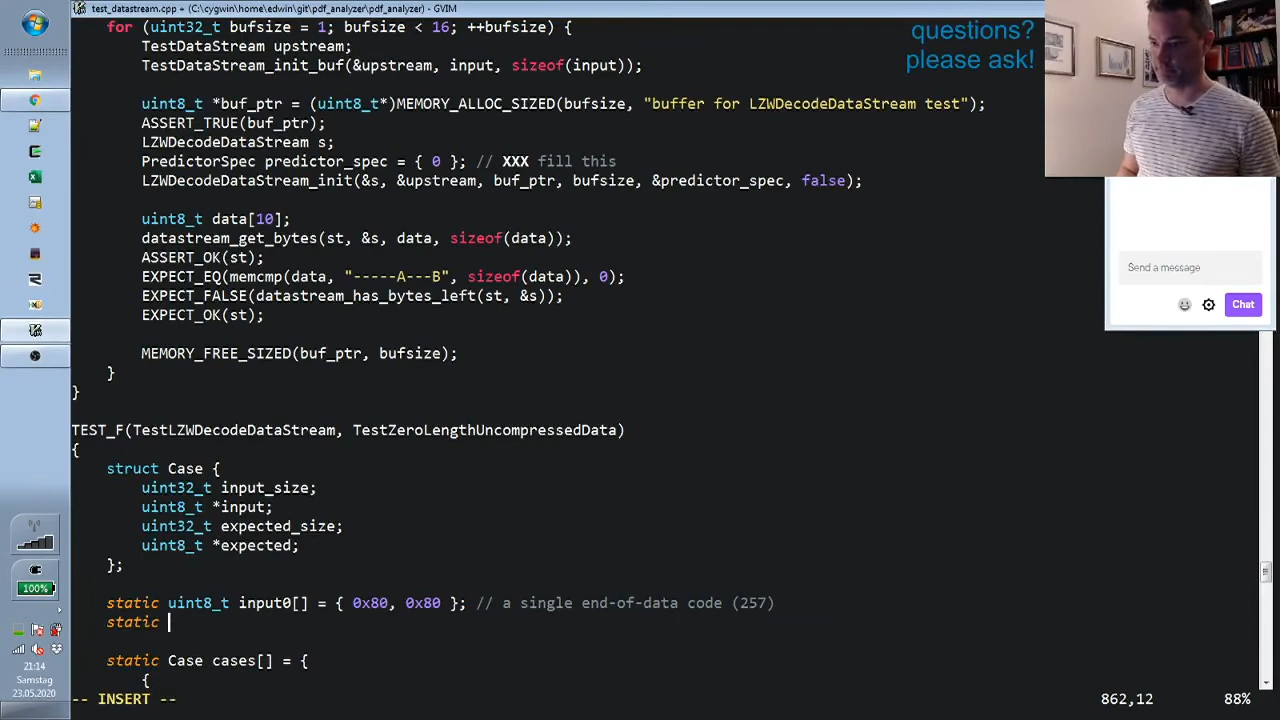 test_datastream.cpp + (C:\cygwin\home\edwin\git\pdf_analyzer\pdf_analyzer) - GVIM
for (uint32_t bufsize = 1; bufsize < 16; ++bufsize) {
TestDataStream upstream;
TestDataStream_init_buf(&upstream, input, sizeof(input));
uint8_t *buf_ptr = (uint8_t*)MEMORY_ALLOC_SIZED(bufsize, "buffer for LZWDecodeDataStream test");
ASSERT_TRUE(buf_ptr);
LZWDecodeDataStream s;
PredictorSpec predictor_spec = { 0 }; // XXX fill this
LZWDecodeDataStream_init(&s, &upstream, buf_ptr, bufsize, &predictor_spec, false);
uint8_t data[10];
datastream_get_bytes(st, &s, data, sizeof(data));
ASSERT_OK(st);
EXPECT_EQ(memcmp(data, "-----A---B", sizeof(data)), 0);
EXPECT_FALSE(datastream_has_bytes_left(st, &s));
EXPECT_OK(st);
MEMORY_FREE_SIZED(buf_ptr, bufsize);
}
}
TEST_F(TestLZWDecodeDataStream, TestZeroLengthUncompressedData)
{
struct Case {
uint32_t input_size;
uint8_t *input;
uint32_t expected_size;
uint8_t *expected;
};
static uint8_t input0[] = { 0x80, 0x80 }; // a single end-of-data code (257)
static
static Case cases[] = {
{
-- INSERT --
862,12
88%
questions?
please ask!
Send a message
Chat
100%
21:14
Samstag
23.05.2020